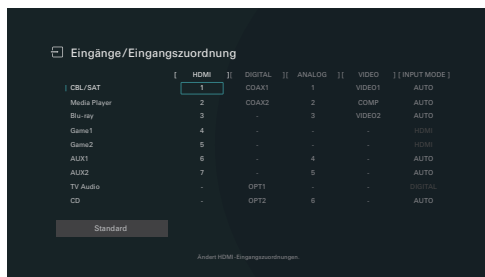 Eingänge/Eingangszuordnung
[ HDMI ][ DIGITAL ][ ANALOG ][ VIDEO ][ INPUT MODE ]
CBL/SAT 1 COAX1 1 VIDEO1 AUTO
Media Player 2 COAX2 2 COMP AUTO
Blu-ray 3 - 3 VIDEO2 AUTO
Game1 4 - - - HDMI
Game2 5 - - - HDMI
AUX1 6 - 4 - AUTO
AUX2 7 - 5 - AUTO
TV Audio - OPT1 - - DIGITAL
CD - OPT2 6 - AUTO
Standard
Ändert HDMI-Eingangszuordnungen.